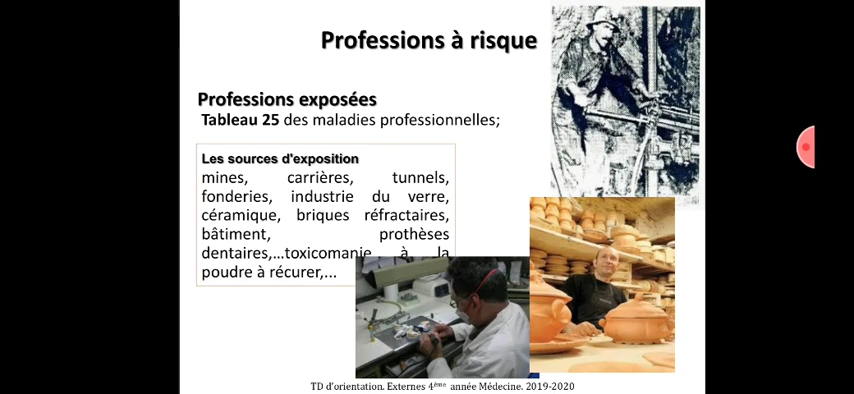 Professions à risque
Professions exposées
Tableau 25 des maladies professionnelles;
Les sources d'exposition
mines, carrières, tunnels,
fonderies, industrie du verre,
céramique, briques réfractaires,
bâtiment, prothèses
dentaires,...toxicomanie à la
poudre à récurer,...
TD d'orientation. Externes 4ème année Médecine. 2019-2020